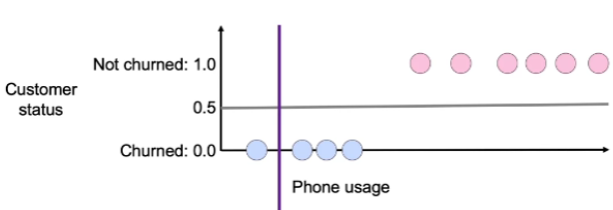 Not churned: 1.0
Customer
status
0.5
Churned: 0.0
Phone usage